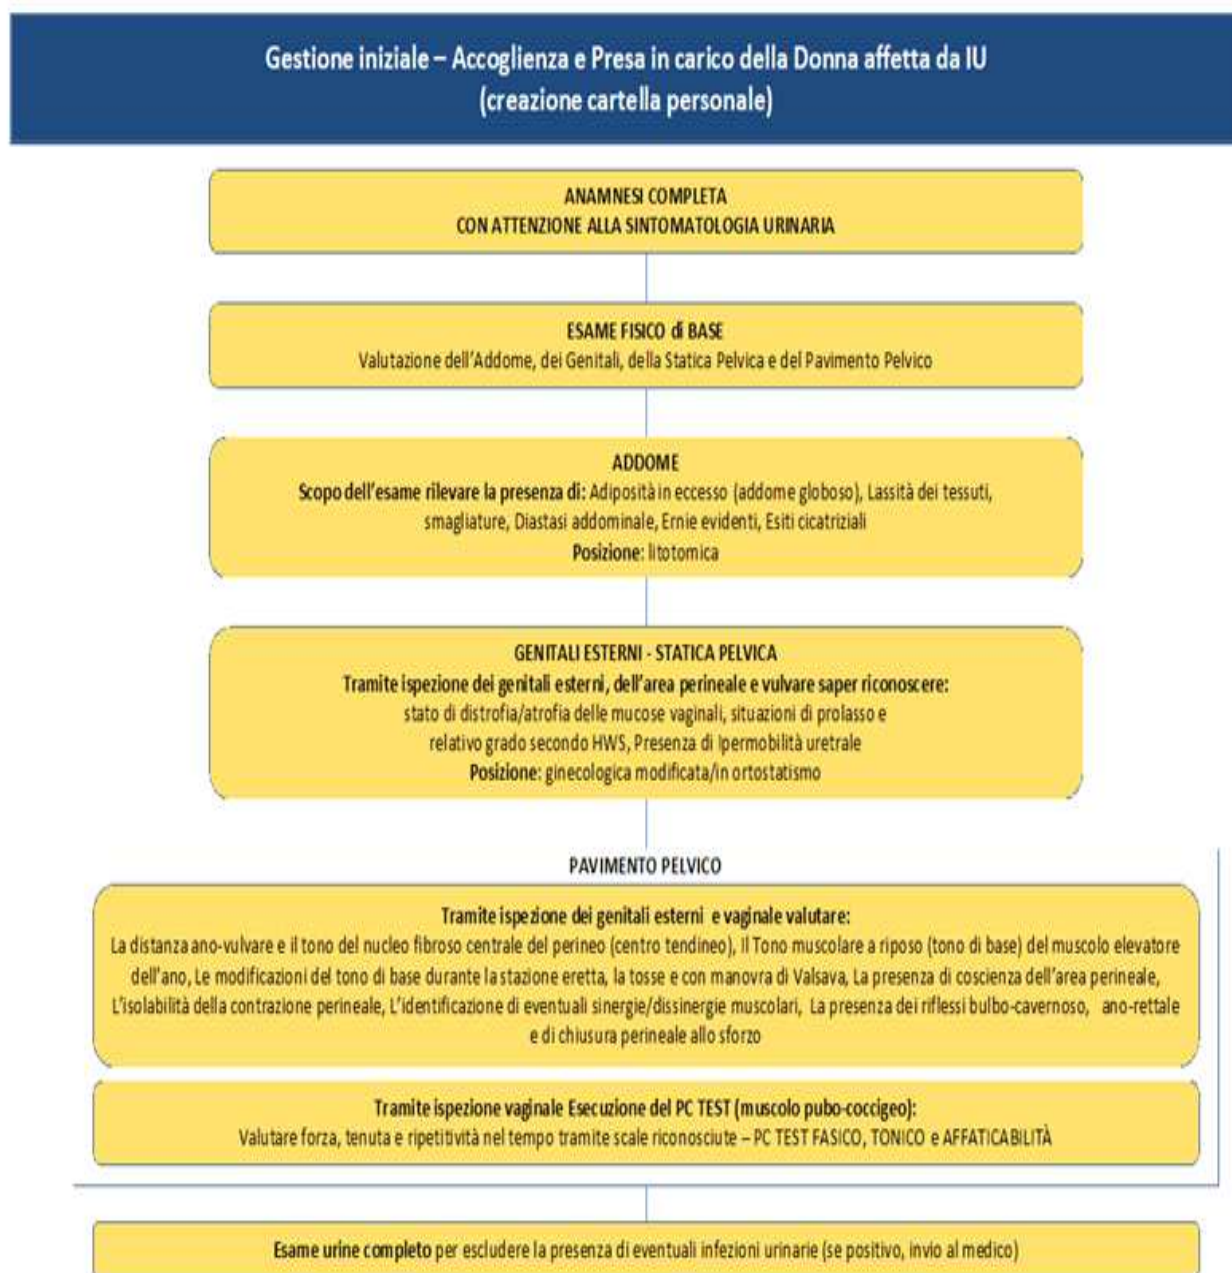 Gestione iniziale – Accoglienza e Presa in carico della Donna affetta da IU
(creazione cartella personale)
ANAMNESI COMPLETA
CON ATTENZIONE ALLA SINTOMATOLOGIA URINARIA
ESAME FISICO di BASE
Valutazione dell'Addome, dei Genitali, della Statica Pelvica e del Pavimento Pelvico
ADDOME
Scopo dell'esame rilevare la presenza di: Adiposità in eccesso (addome globoso), Lassità dei tessuti,
smagliature, Diastasi addominale, Ernie evidenti, Esiti cicatriziali
Posizione: litotomica
GENITALI ESTERNI - STATICA PELVICA
Tramite ispezione dei genitali esterni, dell'area perineale e vulvare saper riconoscere:
stato di distrofia/atrofia delle mucose vaginali, situazioni di prolasso e
relativo grado secondo HWS, Presenza di Ipermobilità uretrale
Posizione: ginecologica modificata/in ortostatismo
PAVIMENTO PELVICO
Tramite ispezione dei genitali esterni e vaginale valutare:
La distanza ano-vulvare e il tono del nucleo fibroso centrale del perineo (centro tendineo), Il Tono muscolare a riposo (tono di base) del muscolo elevatore
dell'ano, Le modificazioni del tono di base durante la stazione eretta, la tosse e con manovra di Valsava, La presenza di coscienza dell'area perineale,
L'isolabilità della contrazione perineale, L'identificazione di eventuali sinergie/dissinergie muscolari, La presenza dei riflessi bulbo-cavernoso, ano-rettale
e di chiusura perineale allo sforzo
Tramite ispezione vaginale Esecuzione del PC TEST (muscolo pubo-coccigeo):
Valutare forza, tenuta e ripetitività nel tempo tramite scale riconosciute – PC TEST FASICO, TONICO e AFFATICABILITÀ
Esame urine completo per escludere la presenza di eventuali infezioni urinarie (se positivo, invio al medico)